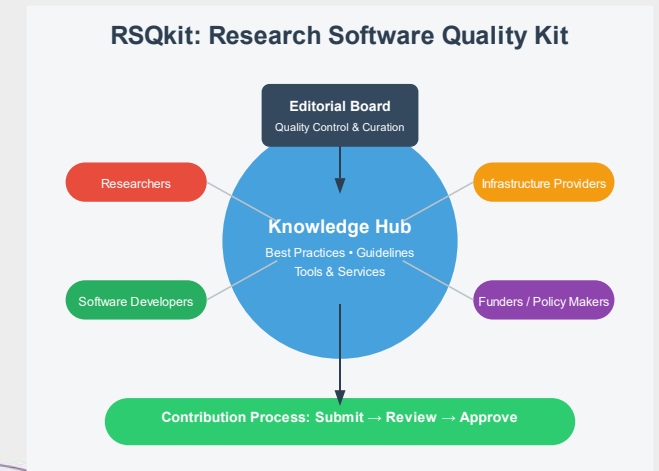 RSQkit: Research Software Quality Kit
Editorial Board
Quality Control & Curation
Researchers
Infrastructure Providers
Knowledge Hub
Best Practices • Guidelines
Tools & Services
Software Developers
Funders / Policy Makers
Contribution Process: Submit → Review → Approve